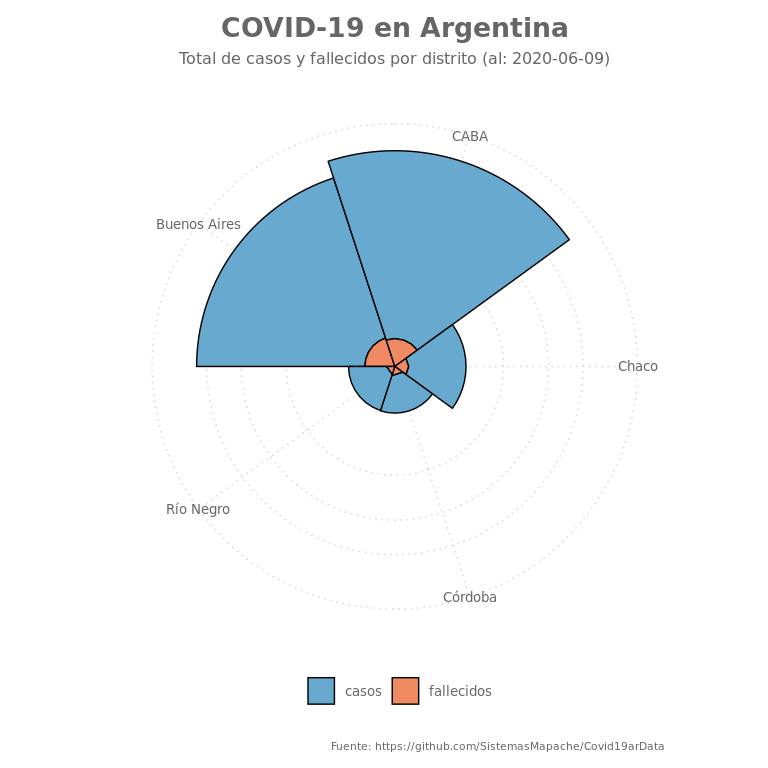 COVID-19 en Argentina
Total de casos y fallecidos por distrito (al: 2020-06-09)
CABA
Buenos Aires
Chaco
Río Negro
Córdoba
casos
fallecidos
Fuente: https://github.com/SistemasMapache/Covid19arData